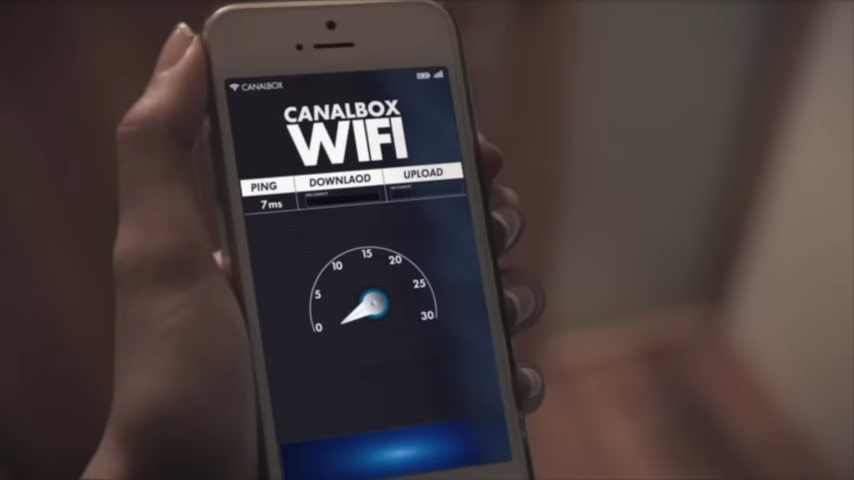 CANALBOX
CANALBOX
WIFI
PING DOWNLAOD UPLOAD
7ms
0 5 10 15 20 25 30